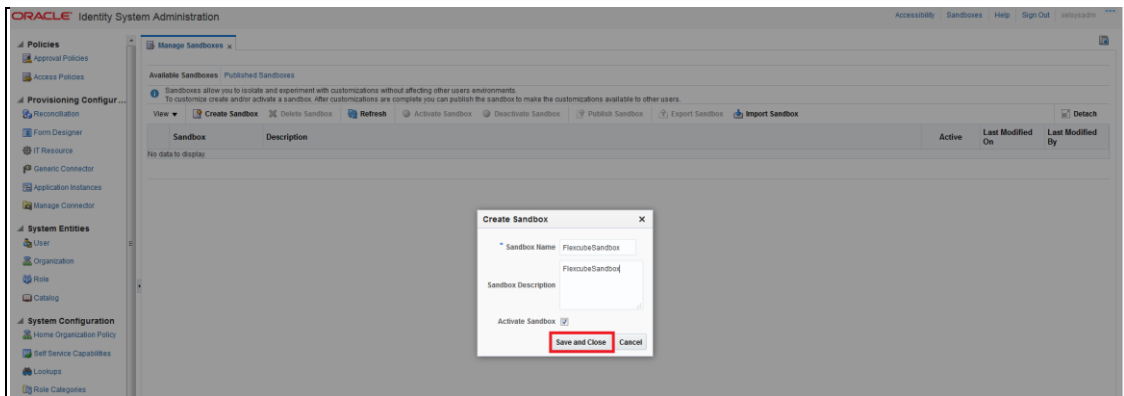 ORACLE Identity System Administration
Accessibility Sandboxes Help Sign Out xelsysadm
Policies
Approval Policies
Access Policies
Provisioning Configur...
Reconciliation
Form Designer
IT Resource
Generic Connector
Application Instances
Manage Connector
System Entities
User
Organization
Role
Catalog
System Configuration
Home Organization Policy
Self Service Capabilities
Lookups
Role Categories
Manage Sandboxes x
Available Sandboxes Published Sandboxes
Sandboxes allow you to isolate and experiment with customizations without affecting other users environments.
To customize create and/or activate a sandbox. After customizations are complete you can publish the sandbox to make the customizations available to other users.
View Create Sandbox Delete Sandbox Refresh Activate Sandbox Deactivate Sandbox Publish Sandbox Export Sandbox Import Sandbox Detach
Sandbox Description Active Last Modified On Last Modified By
No data to display
Create Sandbox
* Sandbox Name FlexcubeSandbox
Sandbox Description FlexcubeSandbox
Activate Sandbox
Save and Close Cancel